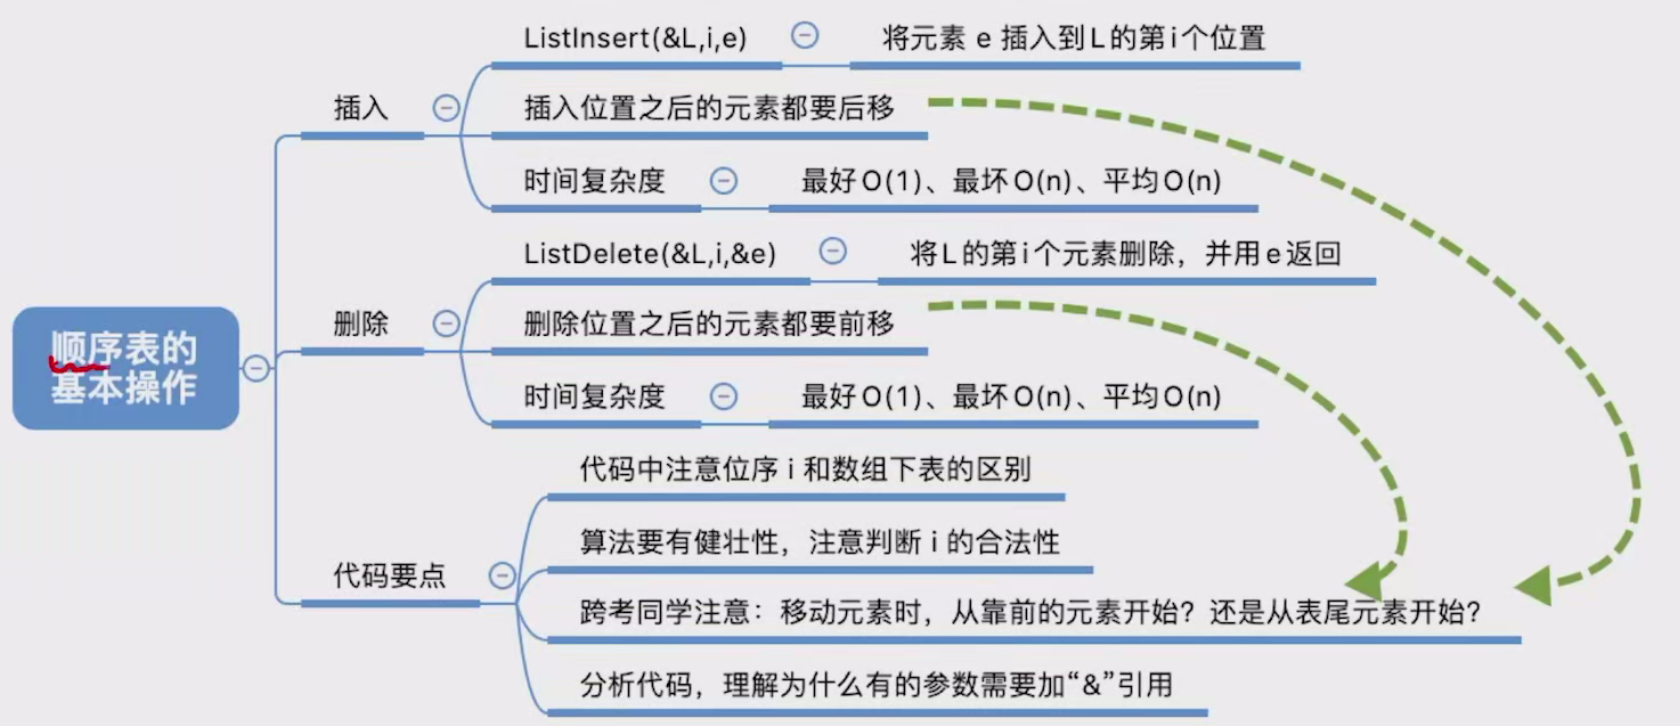 顺序表的
基本操作
插入
ListInsert(&L,i,e)
将元素 e 插入到L的第i个位置
插入位置之后的元素都要后移
时间复杂度
最好O(1)、最坏O(n)、平均O(n)
删除
ListDelete(&L,i,&e)
将L的第i个元素删除，并用e返回
删除位置之后的元素都要前移
时间复杂度
最好O(1)、最坏O(n)、平均O(n)
代码要点
代码中注意位序 i 和数组下表的区别
算法要有健壮性，注意判断 i 的合法性
跨考同学注意：移动元素时，从靠前的元素开始？还是从表尾元素开始？
分析代码，理解为什么有的参数需要加“&”引用